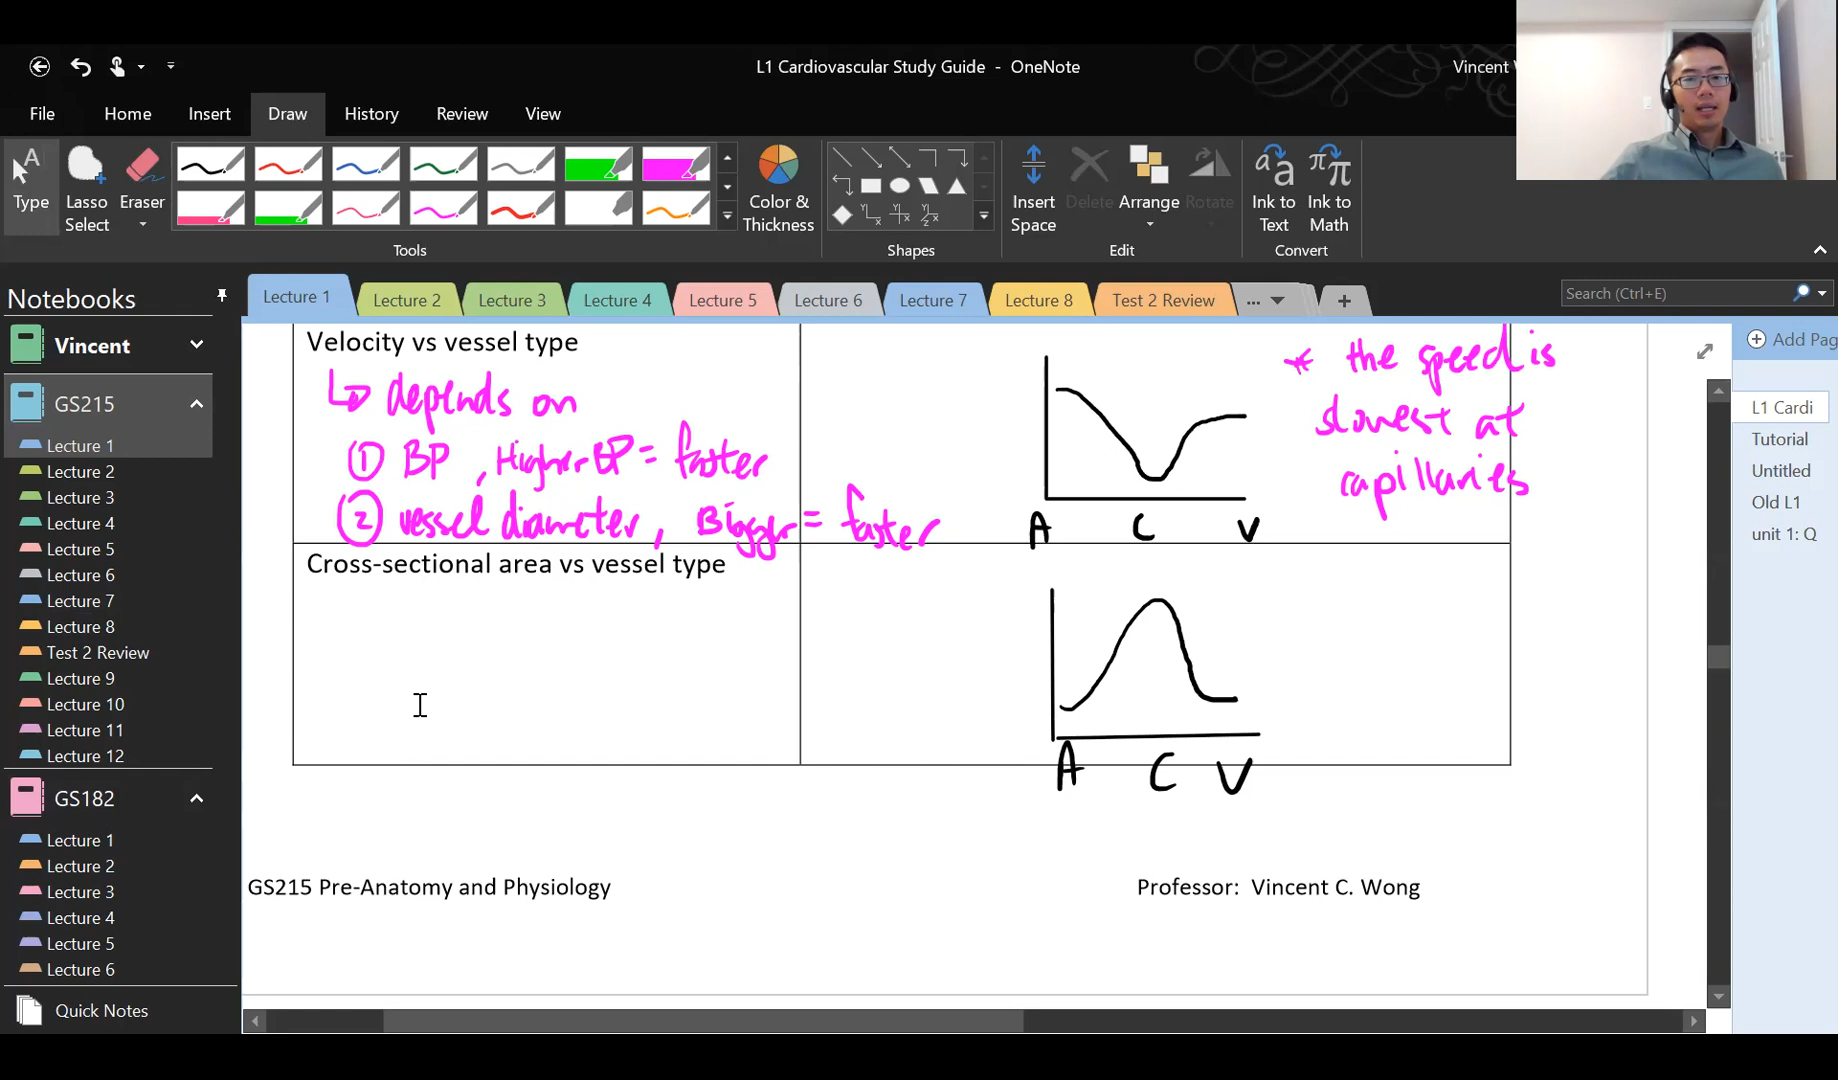 L1 Cardiovascular Study Guide - OneNote
Vincent
File Home Insert Draw History Review View
Type
Lasso Select
Eraser
Color & Thickness
Insert Space
Delete
Arrange
Rotate
Ink to Text
Ink to Math
Tools
Shapes
Edit
Convert
Notebooks
Lecture 1 Lecture 2 Lecture 3 Lecture 4 Lecture 5 Lecture 6 Lecture 7 Lecture 8 Test 2 Review ...
Search (Ctrl+E)
Vincent
GS215
Lecture 1
Lecture 2
Lecture 3
Lecture 4
Lecture 5
Lecture 6
Lecture 7
Lecture 8
Test 2 Review
Lecture 9
Lecture 10
Lecture 11
Lecture 12
GS182
Lecture 1
Lecture 2
Lecture 3
Lecture 4
Lecture 5
Lecture 6
Quick Notes
Velocity vs vessel type
↳ depends on
① BP, Higher BP = faster
② vessel diameter, Bigger = faster
A C V
* the speed is
slowest at
capillaries
Cross-sectional area vs vessel type
A C V
GS215 Pre-Anatomy and Physiology
Professor: Vincent C. Wong
Add Pag
L1 Cardi
Tutorial
Untitled
Old L1
unit 1: Q